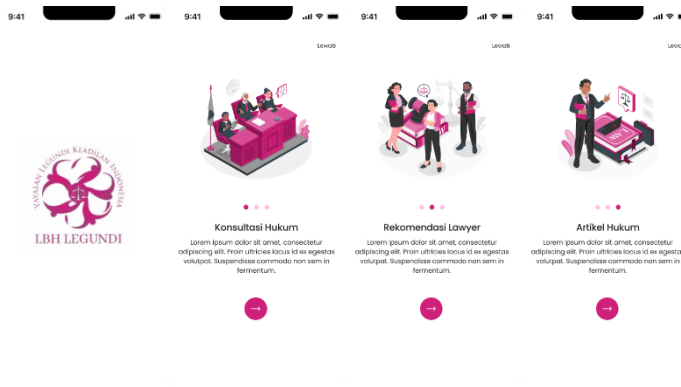 9:41
YAYASAN LEGUNDI KEADILAN INDONESIA
LBH LEGUNDI
9:41
Lewati
Konsultasi Hukum
Lorem ipsum dolor sit amet, consectetur
adipiscing elit. Proin ultricies lacus id ex egestas
volutpat. Suspendisse commodo non sem in
fermentum.
9:41
Lewati
Rekomendasi Lawyer
Lorem ipsum dolor sit amet, consectetur
adipiscing elit. Proin ultricies lacus id ex egestas
volutpat. Suspendisse commodo non sem in
fermentum.
9:41
LAW
Artikel Hukum
Lorem ipsum dolor sit amet, consectetur
adipiscing elit. Proin ultricies lacus id ex egestas
volutpat. Suspendisse commodo non sem in
fermentum.